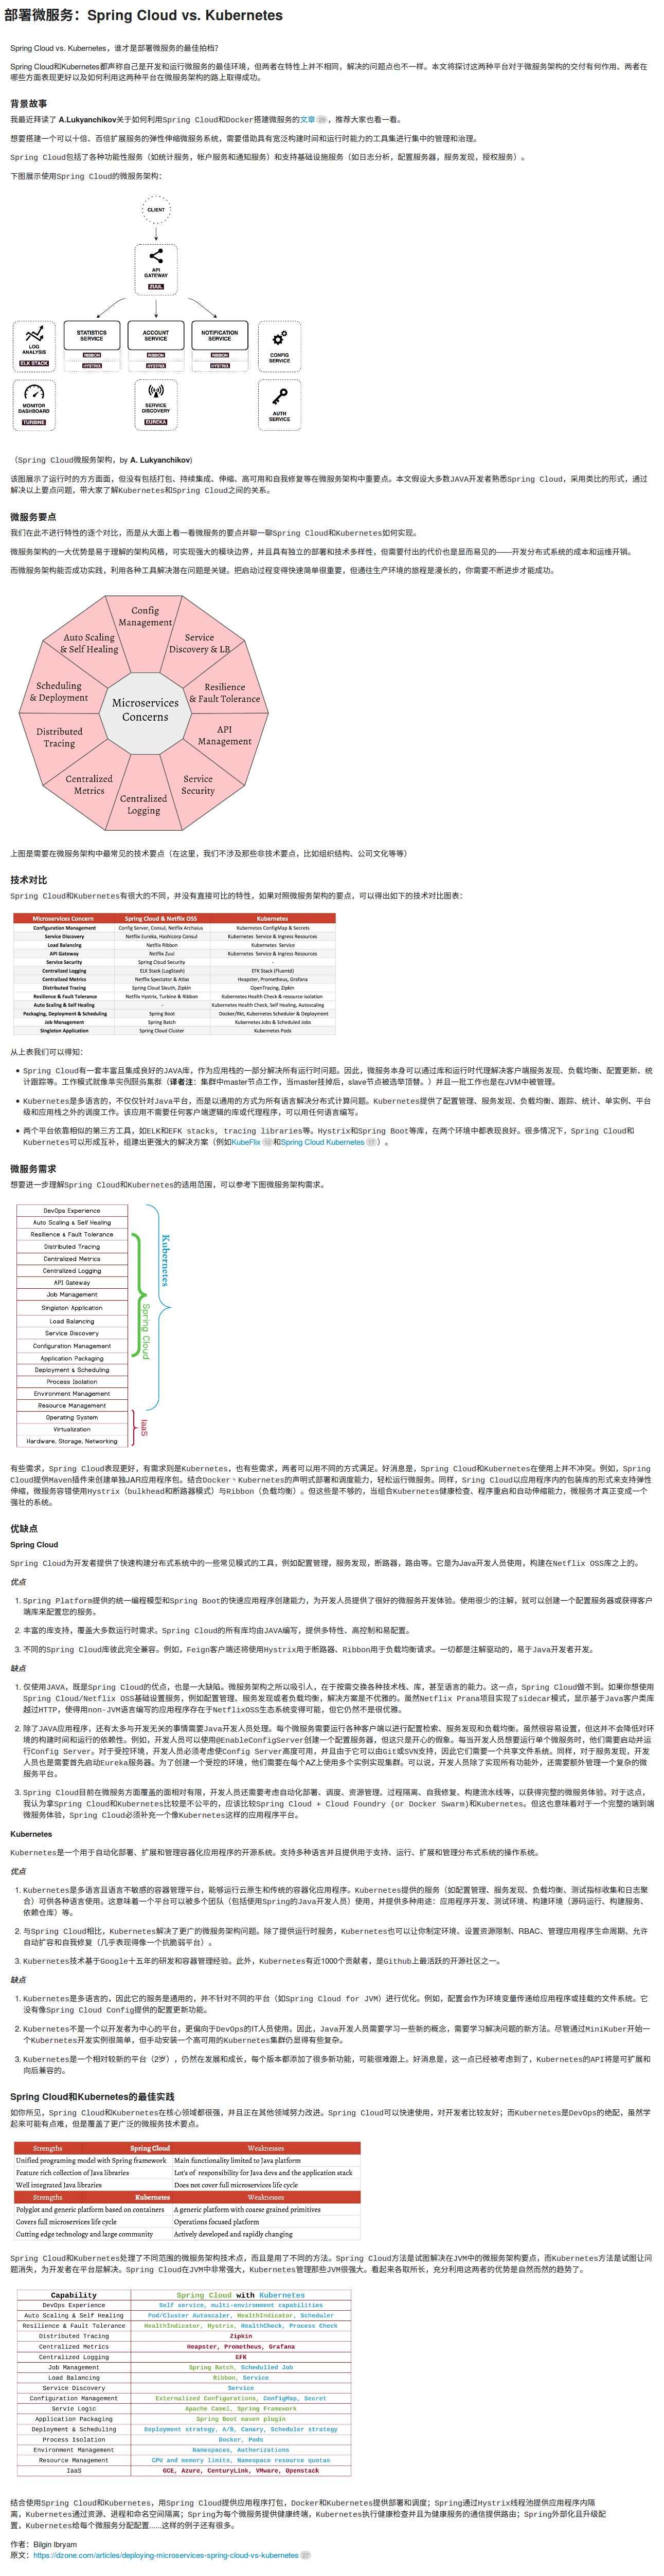 部署微服务：Spring Cloud vs. Kubernetes
Spring Cloud vs. Kubernetes，谁才是部署微服务的最佳拍档？
Spring Cloud和Kubernetes都声称自己是开发和运行微服务的最佳环境，但两者在特性上并不相同，解决的问题点也不一样。本文将探讨这两种平台对于微服务架构的交付有何作用、两者在
哪些方面表现更好以及如何利用这两种平台在微服务架构的路上取得成功。
背景故事
我最近拜读了 A.Lukyanchikov关于如何利用Spring Cloud和Docker搭建微服务的文章，推荐大家也看一看。
想要搭建一个可以十倍、百倍扩展服务的弹性伸缩微服务系统，需要借助具有宽泛构建时间和运行时能力的工具集进行集中的管理和治理。
Spring Cloud包括了各种功能性服务（如统计服务，帐户服务和通知服务）和支持基础设施服务（如日志分析，配置服务器，服务发现，授权服务）。
下图展示使用Spring Cloud的微服务架构：
CLIENT
API
GATEWAY
ZUUL
LOG
ANALYSIS
ELK STACK
STATISTICS
SERVICE
RIBBON
HYSTRIX
ACCOUNT
SERVICE
RIBBON
HYSTRIX
NOTIFICATION
SERVICE
RIBBON
HYSTRIX
CONFIG
SERVICE
MONITOR
DASHBOARD
TURBINE
SERVICE
DISCOVERY
EUREKA
AUTH
SERVICE
（Spring Cloud微服务架构，by A. Lukyanchikov）
该图展示了运行时的方方面面，但没有包括打包、持续集成、伸缩、高可用和自我修复等在微服务架构中重要点。本文假设大多数JAVA开发者熟悉Spring Cloud，采用类比的形式，通过
解决以上要点问题，带大家了解Kubernetes和Spring Cloud之间的关系。
微服务要点
我们在此不进行特性的逐个对比，而是从大面上看一看微服务的要点并聊一聊Spring Cloud和Kubernetes如何实现。
微服务架构的一大优势是易于理解的架构风格，可实现强大的模块边界，并且具有独立的部署和技术多样性，但需要付出的代价也是显而易见的——开发分布式系统的成本和运维开销。
而微服务架构能否成功实践，利用各种工具解决潜在问题是关键。把启动过程变得快速简单很重要，但通往生产环境的旅程是漫长的，你需要不断进步才能成功。
Config
Management
Service
Discovery & LB
Resilience
& Fault Tolerance
API
Management
Service
Security
Centralized
Logging
Centralized
Metrics
Distributed
Tracing
Scheduling
& Deployment
Auto Scaling
& Self Healing
Microservices
Concerns
上图是需要在微服务架构中最常见的技术要点（在这里，我们不涉及那些非技术要点，比如组织结构、公司文化等等）
技术对比
Spring Cloud和Kubernetes有很大的不同，并没有直接可比的特性，如果对照微服务架构的要点，可以得出如下的技术对比图表：
Microservices Concern Spring Cloud & Netflix OSS Kubernetes
Configuration Management Config Server, Consul, Netflix Archaius Kubernetes ConfigMap & Secrets
Service Discovery Netflix Eureka, Hashicorp Consul Kubernetes Service & Ingress Resources
Load Balancing Netflix Ribbon Kubernetes Service
API Gateway Netflix Zuul Kubernetes Service & Ingress Resources
Service Security Spring Cloud Security -
Centralized Logging ELK Stack (LogStash) EFK Stack (Fluentd)
Centralized Metrics Netflix Spectator & Atlas Heapster, Prometheus, Grafana
Distributed Tracing Spring Cloud Sleuth, Zipkin OpenTracing, Zipkin
Resilience & Fault Tolerance Netflix Hystrix, Turbine & Ribbon Kubernetes Health Check & resource isolation
Auto Scaling & Self Healing - Kubernetes Health Check, Self Healing, Autoscaling
Packaging, Deployment & Scheduling Spring Boot Docker/Rkt, Kubernetes Scheduler & Deployment
Job Management Spring Batch Kubernetes Jobs & Scheduled Jobs
Singleton Application Spring Cloud Cluster Kubernetes Pods
从上表我们可以得知：
Spring Cloud有一套丰富且集成良好的JAVA库，作为应用栈的一部分解决所有运行时问题。因此，微服务本身可以通过库和运行时代理解决客户端服务发现、负载均衡、配置更新、统
计跟踪等。工作模式就像单实例服务集群（译者注：集群中master节点工作，当master挂掉后，slave节点被选举顶替。）并且一批工作也是在JVM中被管理。
Kubernetes是多语言的，不仅仅针对Java平台，而是以通用的方式为所有语言解决分布式计算问题。Kubernetes提供了配置管理、服务发现、负载均衡、跟踪、统计、单实例、平台
级和应用栈之外的调度工作。该应用不需要任何客户端逻辑的库或代理程序，可以用任何语言编写。
两个平台依靠相似的第三方工具，如ELK和EFK stacks, tracing libraries等。Hystrix和Spring Boot等库，在两个环境中都表现良好。很多情况下，Spring Cloud和
Kubernetes可以形成互补，组建出更强大的解决方案（例如KubeFlix 12和Spring Cloud Kubernetes 17）。
微服务需求
想要进一步理解Spring Cloud和Kubernetes的适用范围，可以参考下图微服务架构需求。
DevOps Experience
Auto Scaling & Self Healing
Resilience & Fault Tolerance
Distributed Tracing
Centralized Metrics
Centralized Logging
API Gateway
Job Management
Singleton Application
Load Balancing
Service Discovery
Configuration Management
Application Packaging
Deployment & Scheduling
Process Isolation
Environment Management
Resource Management
Operating System
Virtualization
Hardware, Storage, Networking
Kubernetes
Spring Cloud
IaaS
有些需求，Spring Cloud表现更好，有需求则是Kubernetes，也有些需求，两者可以用不同的方式满足。好消息是，Spring Cloud和Kubernetes在使用上并不冲突。例如，Spring
Cloud提供Maven插件来创建单独JAR应用程序包。结合Docker、Kubernetes的声明式部署和调度能力，轻松运行微服务。同样，Sring Cloud以应用程序内的包装库的形式来支持弹性
伸缩，微服务容错使用Hystrix（bulkhead和断路器模式）与Ribbon（负载均衡）。但这些是不够的，当组合Kubernetes健康检查、程序重启和自动伸缩能力，微服务才真正变成一个
强壮的系统。
优缺点
Spring Cloud
Spring Cloud为开发者提供了快速构建分布式系统中的一些常见模式的工具，例如配置管理，服务发现，断路器，路由等。它是为Java开发人员使用，构建在Netflix OSS库之上的。
优点
1. Spring Platform提供的统一编程模型和Spring Boot的快速应用程序创建能力，为开发人员提供了很好的微服务开发体验。使用很少的注解，就可以创建一个配置服务器或获得客户
端库来配置您的服务。
2. 丰富的库支持，覆盖大多数运行时需求。Spring Cloud的所有库均由JAVA编写，提供多特性、高控制和易配置。
3. 不同的Spring Cloud库彼此完全兼容。例如，Feign客户端还将使用Hystrix用于断路器、Ribbon用于负载均衡请求。一切都是注解驱动的，易于Java开发者开发。
缺点
1. 仅使用JAVA，既是Spring Cloud的优点，也是一大缺陷。微服务架构之所以吸引人，在于按需交换各种技术栈、库，甚至语言的能力。这一点，Spring Cloud做不到。如果你想使用
Spring Cloud/Netflix OSS基础设置服务，例如配置管理、服务发现或者负载均衡，解决方案是不优雅的。虽然Netflix Prana项目实现了sidecar模式，显示基于Java客户类库
越过HTTP，使得用non-JVM语言编写的应用程序存在于NetflixOSS生态系统变得可能，但它仍然不是很优雅。
2. 除了JAVA应用程序，还有太多与开发无关的事情需要Java开发人员处理。每个微服务需要运行各种客户端以进行配置检索、服务发现和负载均衡。虽然很容易设置，但这并不会降低对环
境的构建时间和运行的依赖性。例如，开发人员可以使用@EnableConfigServer创建一个配置服务器，但这只是开心的假象。每当开发人员想要运行单个微服务时，他们需要启动并运
行Config Server。对于受控环境，开发人员必须考虑使Config Server高度可用，并且由于它可以由Git或SVN支持，因此它们需要一个共享文件系统。同样，对于服务发现，开发
人员也是需要首先启动Eureka服务器。为了创建一个受控的环境，他们需要在每个AZ上使用多个实例实现集群。可以说，开发人员除了实现所有功能外，还需要额外管理一个复杂的微
服务平台。
3. Spring Cloud目前在微服务方面覆盖的面相对有限，开发人员还需要考虑自动化部署、调度、资源管理、过程隔离、自我修复、构建流水线等，以获得完整的微服务体验。对于这点，
我认为拿Spring Cloud和Kubernetes比较是不公平的，应该比较Spring Cloud + Cloud Foundry (or Docker Swarm)和Kubernetes。但这也意味着对于一个完整的端到端
微服务体验，Spring Cloud必须补充一个像Kubernetes这样的应用程序平台。
Kubernetes
Kubernetes是一个用于自动化部署、扩展和管理容器化应用程序的开源系统。支持多种语言并且提供用于支持、运行、扩展和管理分布式系统的操作系统。
优点
1. Kubernetes是多语言且语言不敏感的容器管理平台，能够运行云原生和传统的容器化应用程序。Kubernetes提供的服务（如配置管理、服务发现、负载均衡、测试指标收集和日志聚
合）可供各种语言使用。这意味着一个平台可以被多个团队（包括使用Spring的Java开发人员）使用，并提供多种用途：应用程序开发、测试环境、构建环境（源码运行、构建服务、
依赖仓库）等。
2. 与Spring Cloud相比，Kubernetes解决了更广的微服务架构问题。除了提供运行时服务，Kubernetes也可以让你制定环境、设置资源限制、RBAC、管理应用程序生命周期、允许
自动扩容和自我修复（几乎表现得像一个抗脆弱平台）。
3. Kubernetes技术基于Google十五年的研发和容器管理经验。此外，Kubernetes有近1000个贡献者，是Github上最活跃的开源社区之一。
缺点
1. Kubernetes是多语言的，因此它的服务是通用的，并不针对不同的平台（如Spring Cloud for JVM）进行优化。例如，配置会作为环境变量传递给应用程序或挂载的文件系统。它
没有像Spring Cloud Config提供的配置更新功能。
2. Kubernetes不是一个以开发者为中心的平台，更偏向于DevOps的IT人员使用。因此，Java开发人员需要学习一些新的概念，需要学习解决问题的新方法。尽管通过MiniKuber开始一
个Kubernetes开发实例很简单，但手动安装一个高可用的Kubernetes集群仍显得有些复杂。
3. Kubernetes是一个相对较新的平台（2岁），仍然在发展和成长，每个版本都添加了很多新功能，可能很难跟上。好消息是，这一点已经被考虑到了，Kubernetes的API将是可扩展和
向后兼容的。
Spring Cloud和Kubernetes的最佳实践
如你所见，Spring Cloud和Kubernetes在核心领域都很强，并且正在其他领域努力改进。Spring Cloud可以快速使用，对开发者比较友好；而Kubernetes是DevOps的绝配，虽然学
起来可能有点难，但是覆盖了更广泛的微服务技术要点。
Strengths Spring Cloud Weaknesses
Unified programing model with Spring framework Main functionality limited to Java platform
Feature rich collection of Java libraries Lot's of responsibility for Java devs and the application stack
Well integrated Java libraries Does not cover full microservices life cycle
Strengths Kubernetes Weaknesses
Polyglot and generic platform based on containers A generic platform with coarse grained primitives
Covers full microservices life cycle Operations focused platform
Cutting edge technology and large community Actively developed and rapidly changing
Spring Cloud和Kubernetes处理了不同范围的微服务架构技术点，而且是用了不同的方法。Spring Cloud方法是试图解决在JVM中的微服务架构要点，而Kubernetes方法是试图让问
题消失，为开发者在平台层解决。Spring Cloud在JVM中非常强大，Kubernetes管理那些JVM很强大。看起来各取所长，充分利用这两者的优势是自然而然的趋势了。
Capability Spring Cloud with Kubernetes
DevOps Experience Self service, multi-environment capabilities
Auto Scaling & Self Healing Pod/Cluster Autoscaler, HealthIndicator, Scheduler
Resilience & Fault Tolerance HealthIndicator, Hystrix, HealthCheck, Process Check
Distributed Tracing Zipkin
Centralized Metrics Heapster, Prometheus, Grafana
Centralized Logging EFK
Job Management Spring Batch, Schedulled Job
Load Balancing Ribbon, Service
Service Discovery Service
Configuration Management Externalized Configurations, ConfigMap, Secret
Servie Logic Apache Camel, Spring Framework
Application Packaging Spring Boot maven plugin
Deployment & Scheduling Deployment strategy, A/B, Canary, Scheduler strategy
Process Isolation Docker, Pods
Environment Management Namespaces, Authorizations
Resource Management CPU and memory limits, Namespace resource quotas
IaaS GCE, Azure, CenturyLink, VMware, Openstack
结合使用Spring Cloud和Kubernetes，用Spring Cloud提供应用程序打包，Docker和Kubernetes提供部署和调度；Spring通过Hystrix线程池提供应用程序内隔
离，Kubernetes通过资源、进程和命名空间隔离；Spring为每个微服务提供健康终端，Kubernetes执行健康检查并且为健康服务的通信提供路由；Spring外部化且升级配
置，Kubernetes给每个微服务分配配置......这样的例子还有很多。
作者：Bilgin Ibryam
原文：https://dzone.com/articles/deploying-microservices-spring-cloud-vs-kubernetes 27